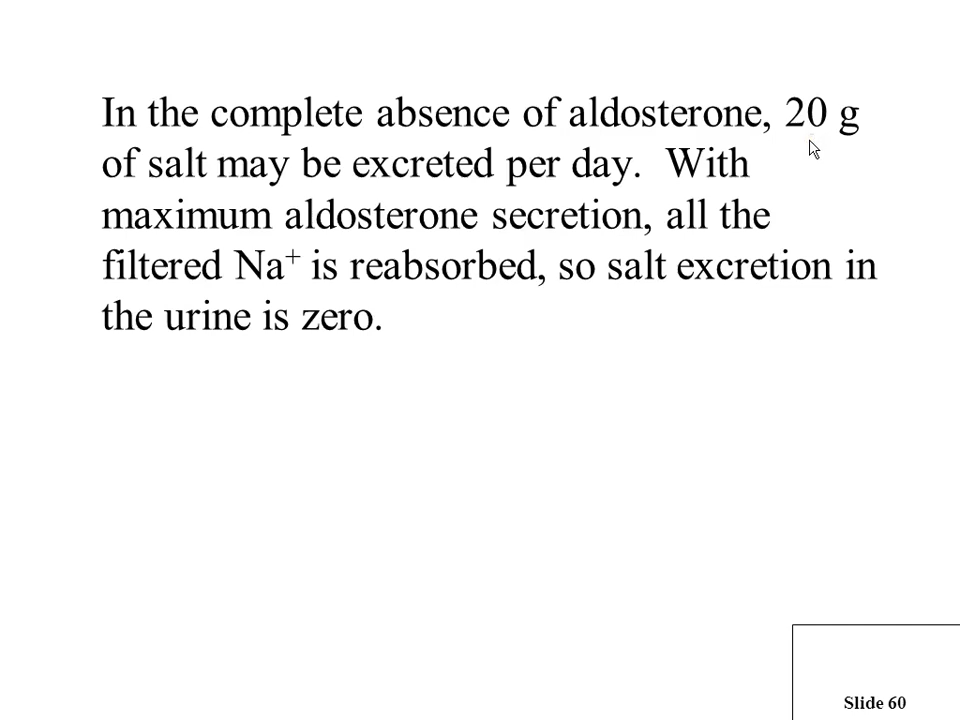 In the complete absence of aldosterone, 20 g
of salt may be excreted per day.  With
maximum aldosterone secretion, all the
filtered Na⁺ is reabsorbed, so salt excretion in
the urine is zero.
Slide 60